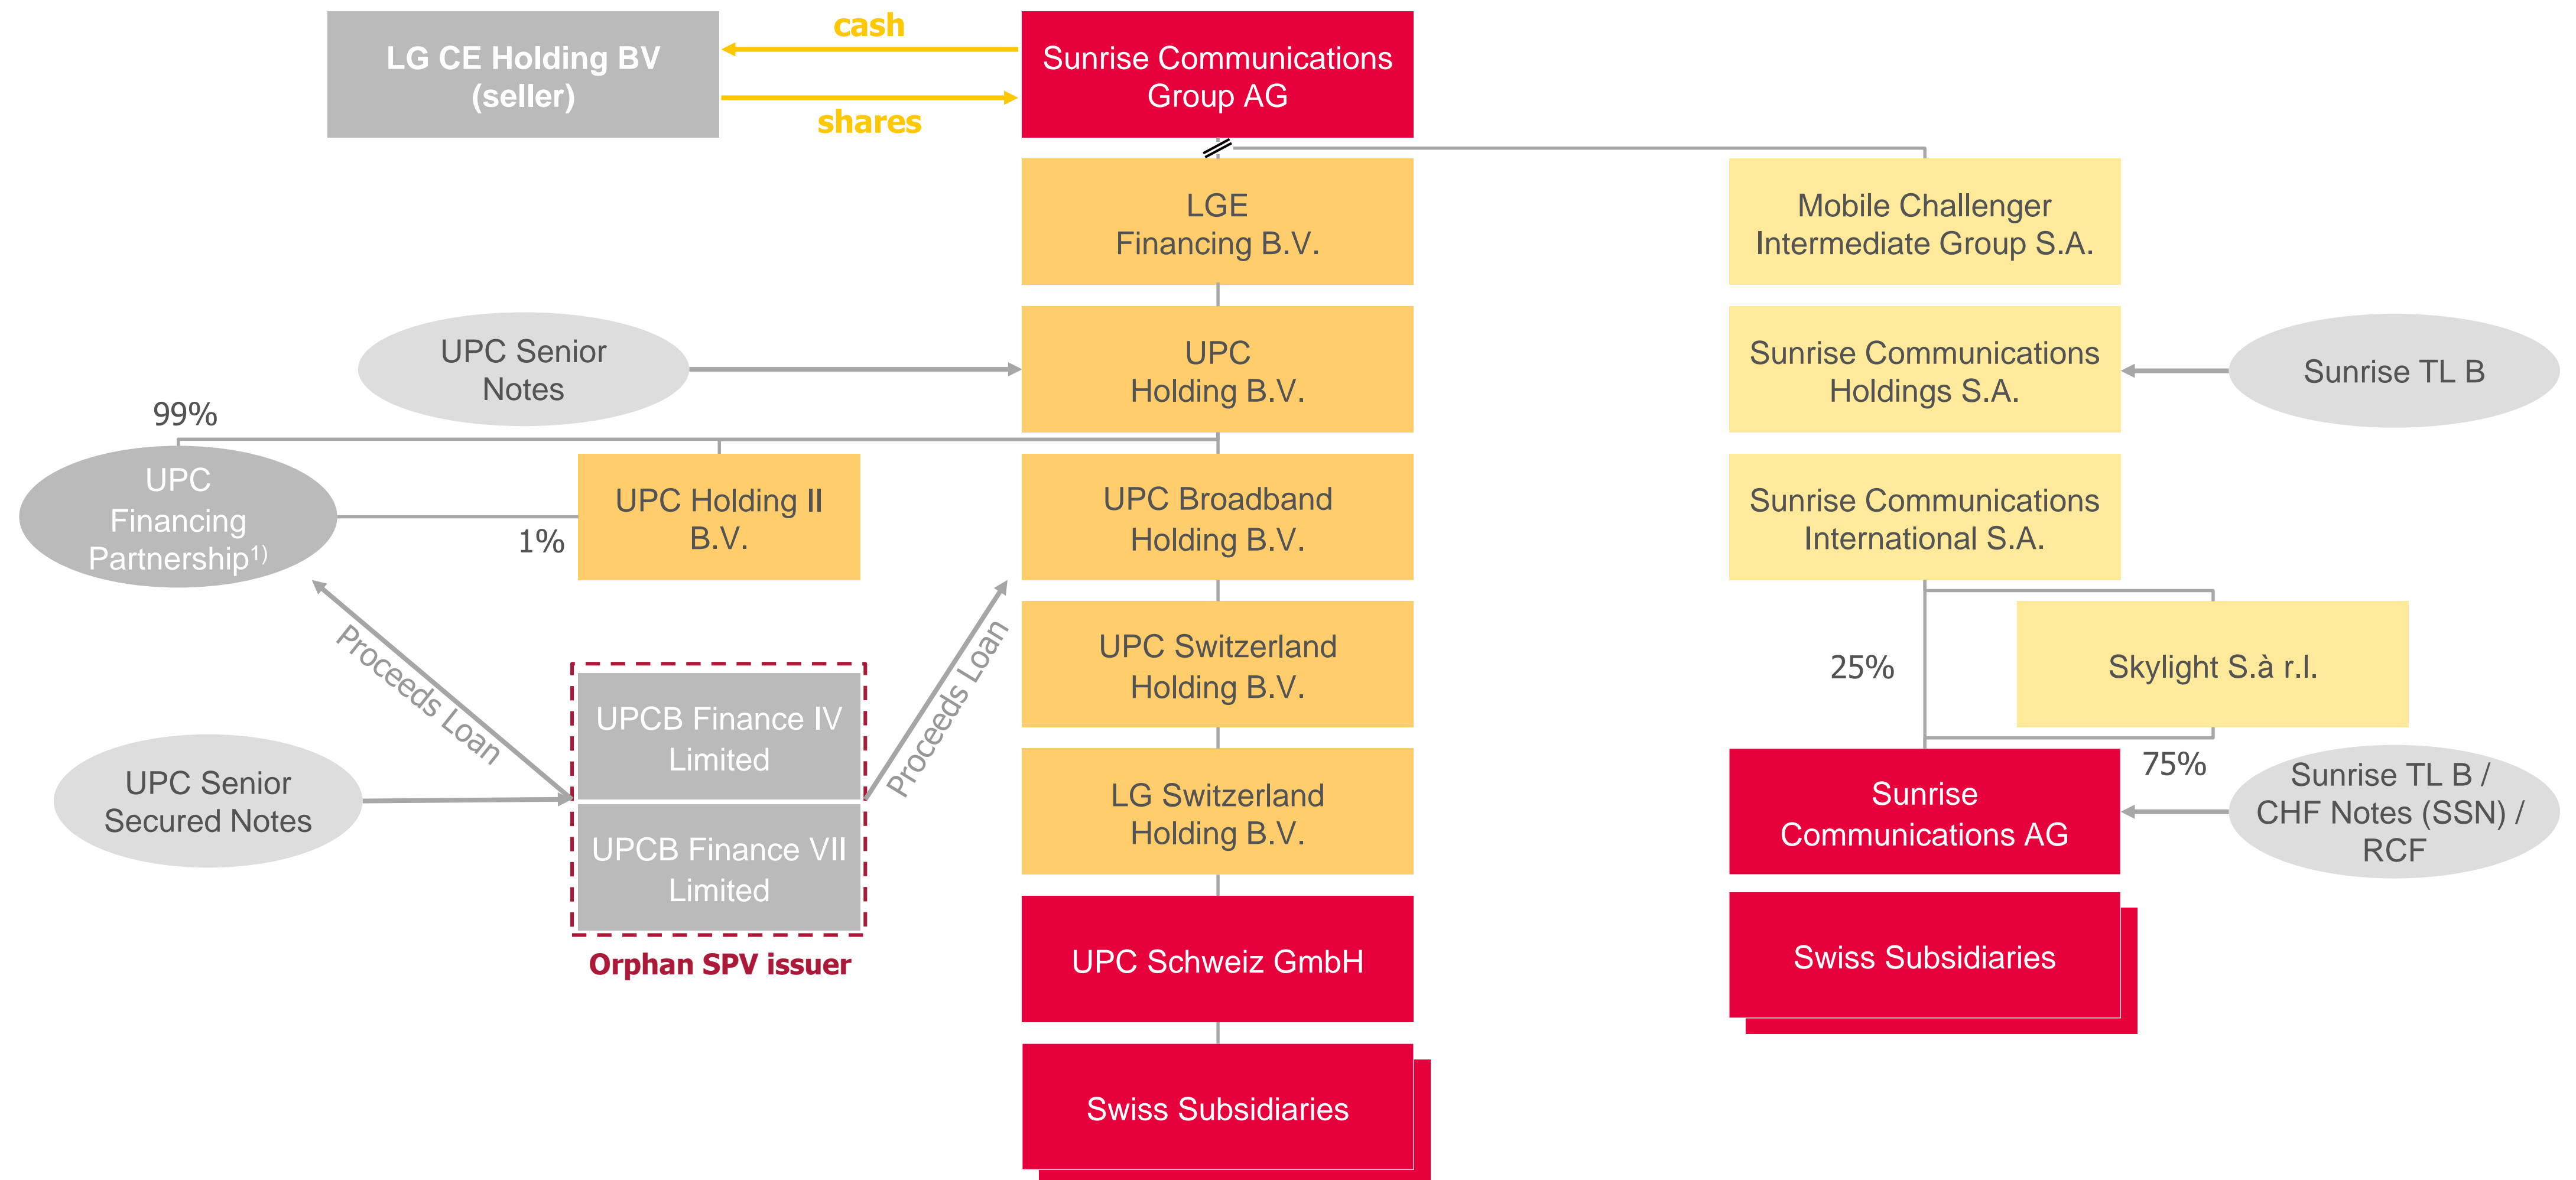 cash
LG CE Holding BV
(seller)
Sunrise Communications
Group AG
shares
LGE
Financing B.V.
Mobile Challenger
Intermediate Group S.A.
UPC Senior
Notes
UPC
Holding B.V.
Sunrise Communications
Holdings S.A.
Sunrise TL B
99%
UPC
Financing
Partnership1)
1%
UPC Holding II
B.V.
UPC Broadband
Holding B.V.
Sunrise Communications
International S.A.
Proceeds Loan
Proceeds Loan
UPC Switzerland
Holding B.V.
25%
Skylight S.à r.l.
UPCB Finance IV
Limited
UPC Senior
Secured Notes
LG Switzerland
Holding B.V.
Sunrise
Communications AG
75%
Sunrise TL B /
CHF Notes (SSN) /
RCF
UPCB Finance VII
Limited
Orphan SPV issuer
UPC Schweiz GmbH
Swiss Subsidiaries
Swiss Subsidiaries